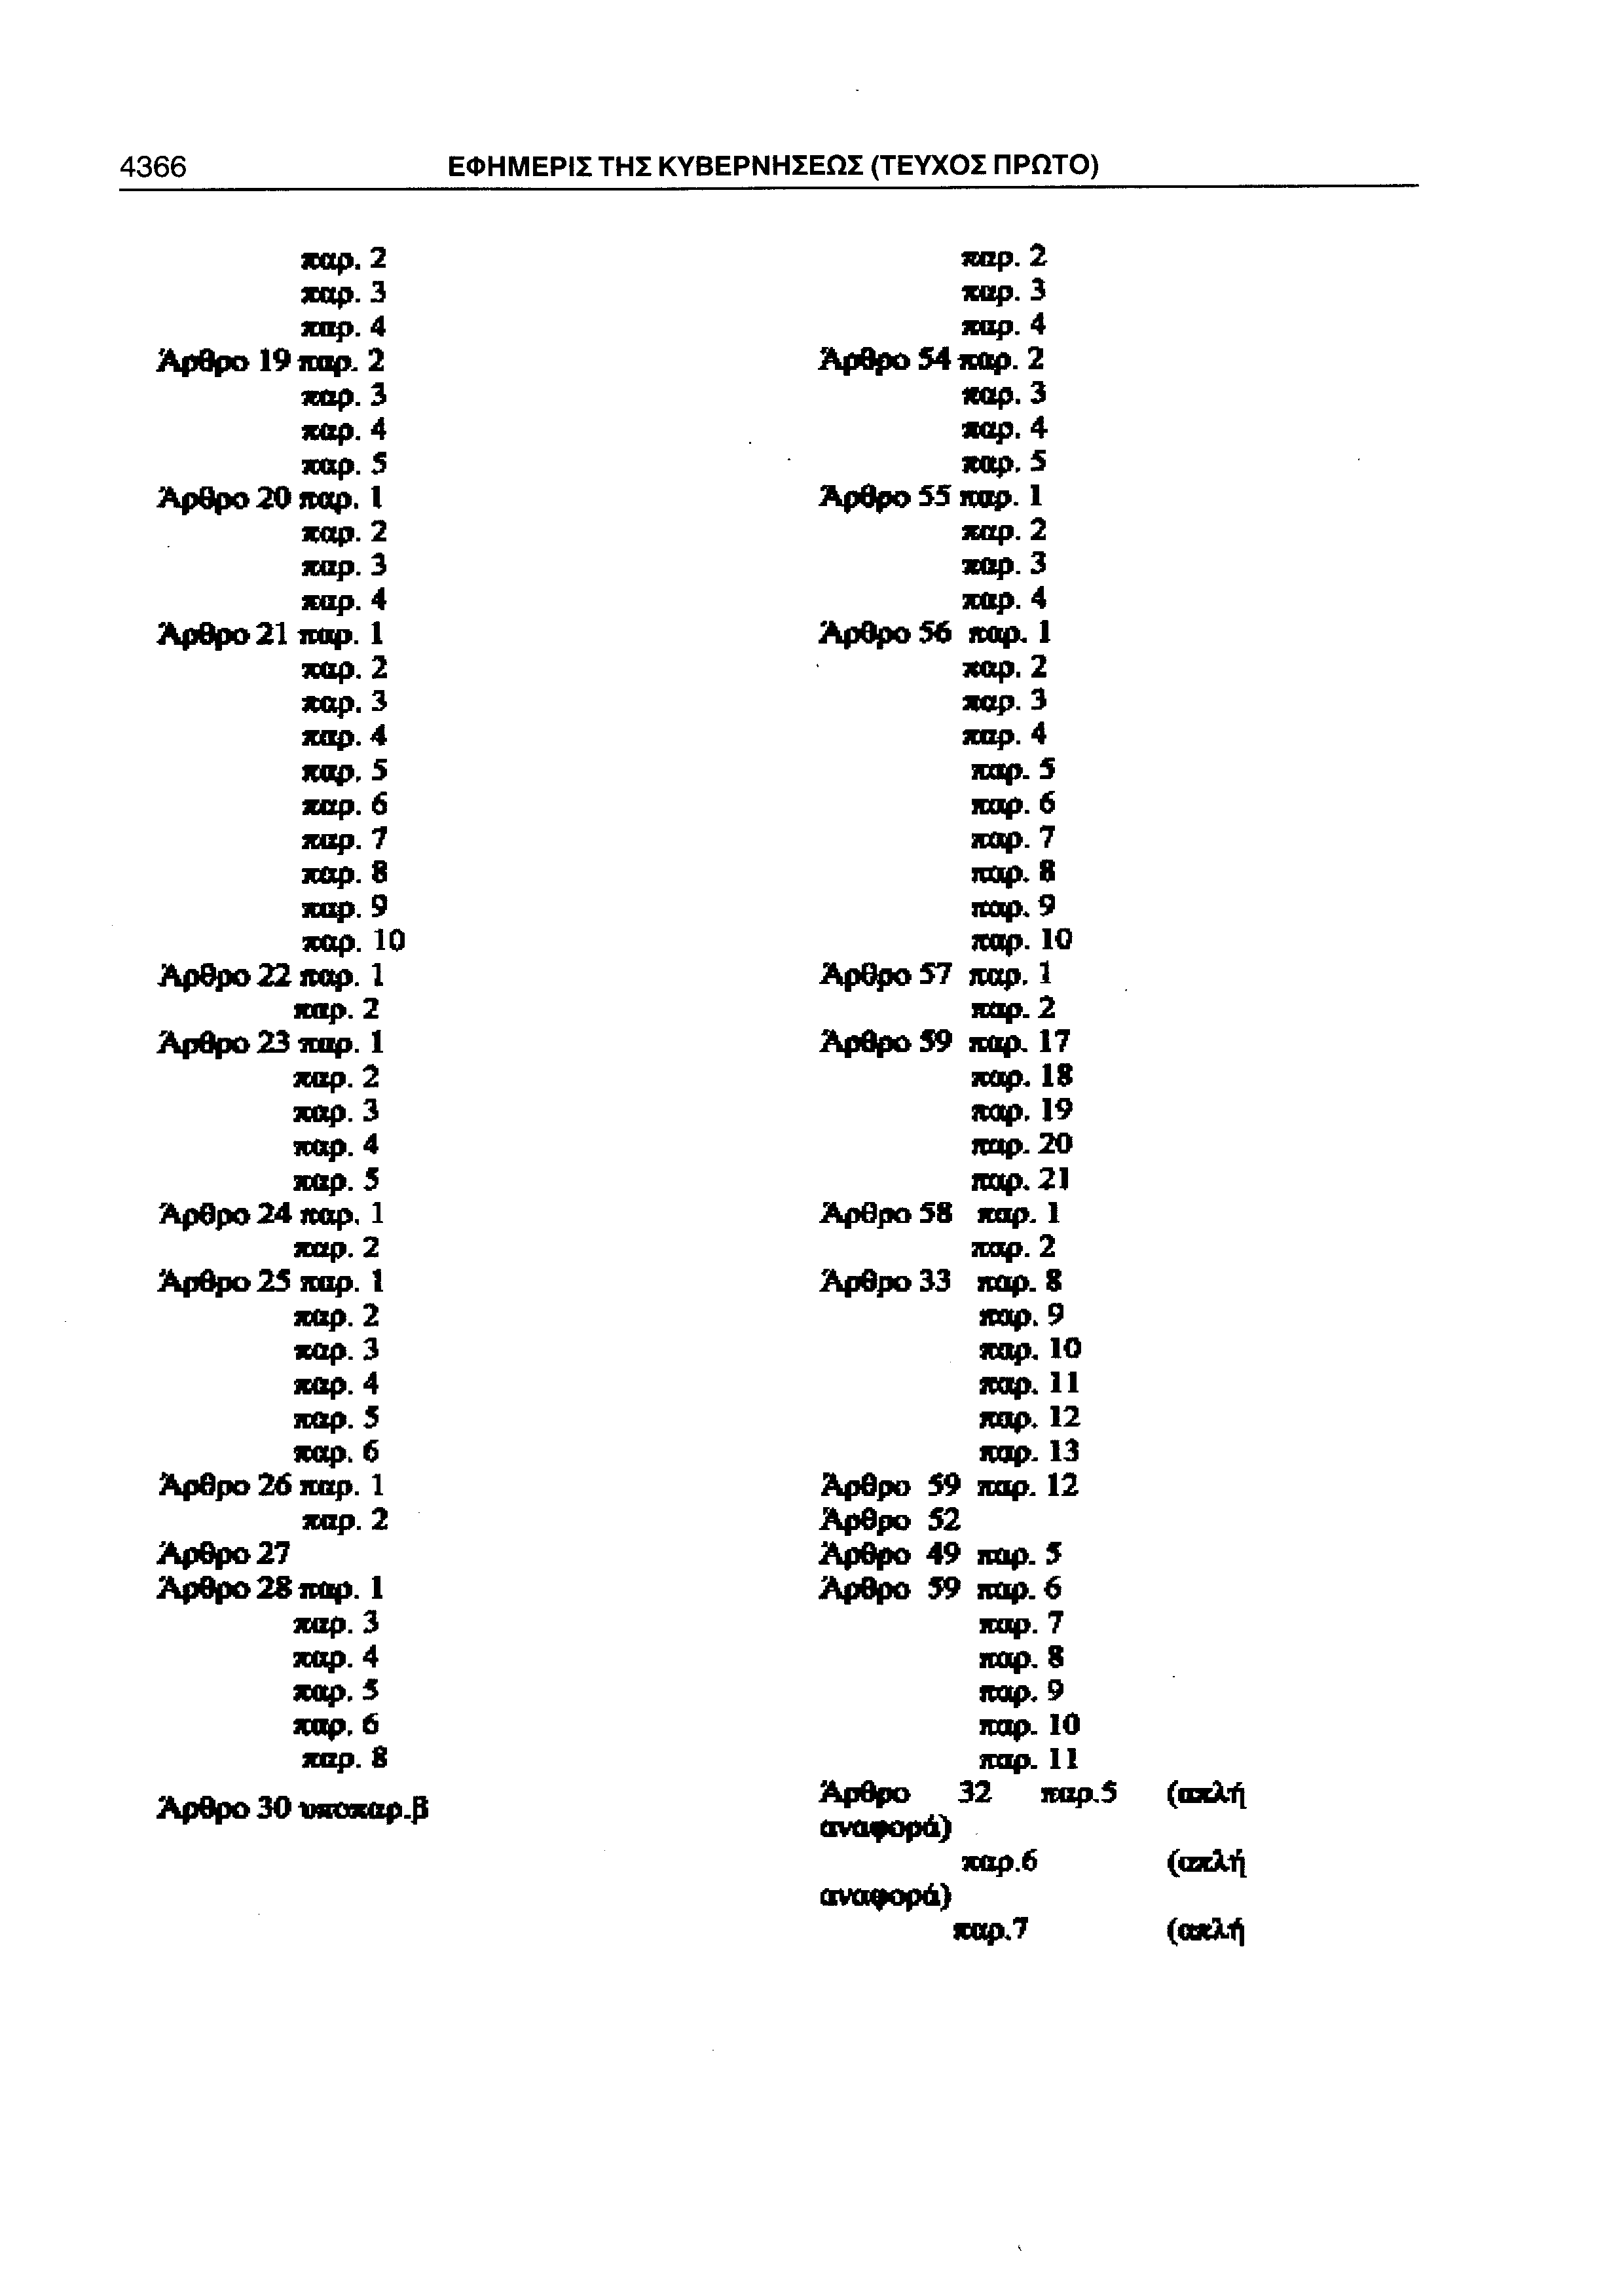 4366 ΕΦΗΜΕΡΙΣ ΤΗΣ ΚΥΒΕΡΝΗΣΕΩΣ (ΤΕΥΧΟΣ ΠΡΩΤΟ)
παρ. 2
παρ. 3
παρ. 4
Άρθρο 19 παρ. 2
παρ. 3
παρ. 4
παρ. 5
Άρθρο 20 παρ. 1
παρ. 2
παρ. 3
παρ. 4
Άρθρο 21 παρ. 1
παρ. 2
παρ. 3
παρ. 4
παρ. 5
παρ. 6
παρ. 7
παρ. 8
παρ. 9
παρ. 10
Άρθρο 22 παρ. 1
παρ. 2
Άρθρο 23 παρ. 1
παρ. 2
παρ. 3
παρ. 4
παρ. 5
Άρθρο 24 παρ. 1
παρ. 2
Άρθρο 25 παρ. 1
παρ. 2
παρ. 3
παρ. 4
παρ. 5
παρ. 6
Άρθρο 26 παρ. 1
παρ. 2
Άρθρο 27
Άρθρο 28 παρ. 1
παρ. 3
παρ. 4
παρ. 5
παρ. 6
παρ. 8
Άρθρο 30 υποπαρ.β
παρ. 2
παρ. 3
παρ. 4
Άρθρο 54 παρ. 2
παρ. 3
παρ. 4
παρ. 5
Άρθρο 55 παρ. 1
παρ. 2
παρ. 3
παρ. 4
Άρθρο 56 παρ. 1
παρ. 2
παρ. 3
παρ. 4
παρ. 5
παρ. 6
παρ. 7
παρ. 8
παρ. 9
παρ. 10
Άρθρο 57 παρ. 1
παρ. 2
Άρθρο 59 παρ. 17
παρ. 18
παρ. 19
παρ. 20
παρ. 21
Άρθρο 58 παρ. 1
παρ. 2
Άρθρο 33 παρ. 8
παρ. 9
παρ. 10
παρ. 11
παρ. 12
παρ. 13
Άρθρο 59 παρ. 12
Άρθρο 52
Άρθρο 49 παρ. 5
Άρθρο 59 παρ. 6
παρ. 7
παρ. 8
παρ. 9
παρ. 10
παρ. 11
Άρθρο 32 παρ.5 (απλή
αναφορά)
παρ.6 (απλή
αναφορά)
παρ.7 (απλή